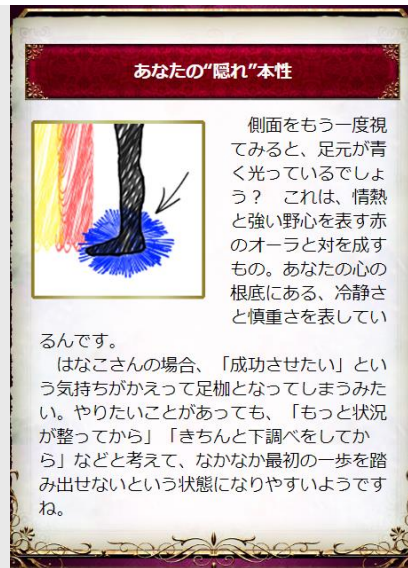 あなたの“隠れ”本性
　側面をもう一度視
てみると、足元が青
く光っているでしょ
う？　これは、情熱
と強い野心を表す赤
のオーラと対を成す
もの。あなたの心の
根底にある、冷静さ
と慎重さを表してい
るんです。
　はなこさんの場合、「成功させたい」とい
う気持ちがかえって足枷となってしまうみた
い。やりたいことがあっても、「もっと状況
が整ってから」「きちんと下調べをしてか
ら」などと考えて、なかなか最初の一歩を踏
み出せないという状態になりやすいようです
ね。